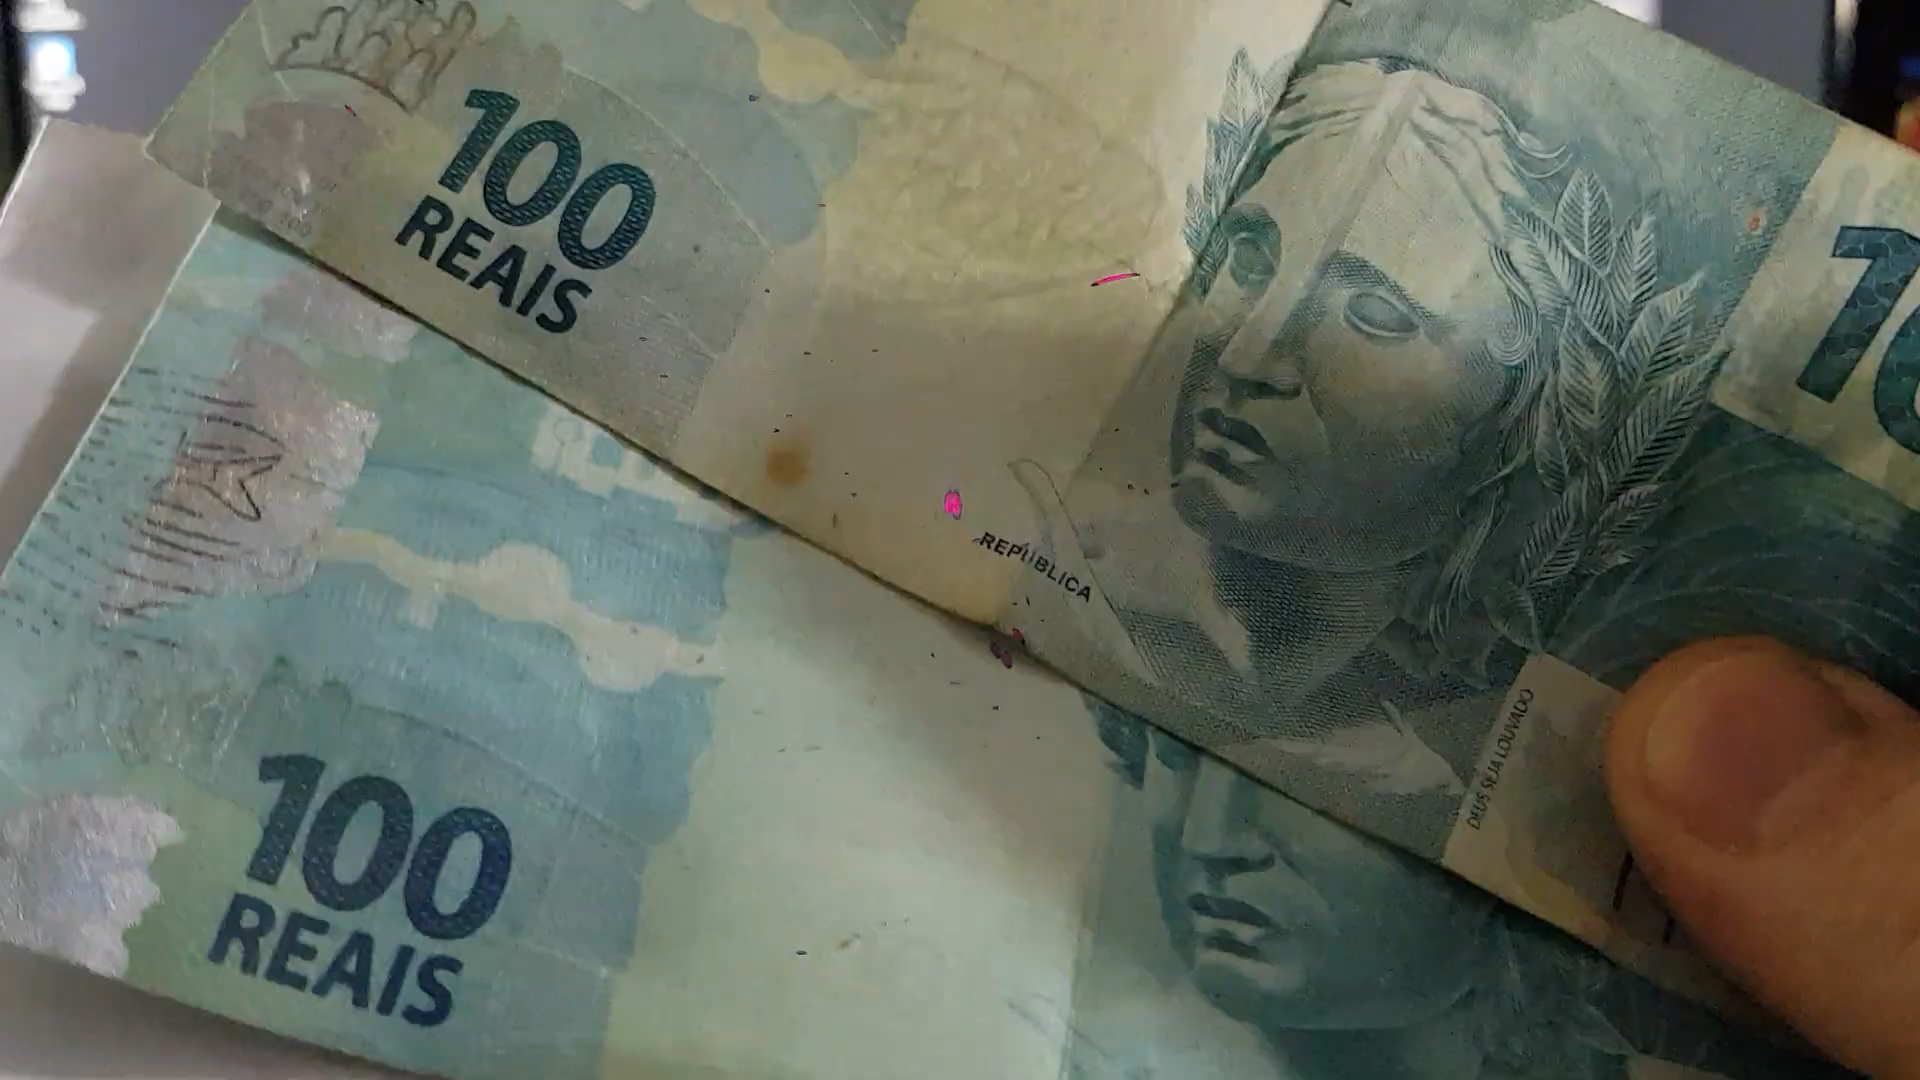 100
REAIS
REPÚBLICA
DEUS SEJA LOUVADO
100
REAIS